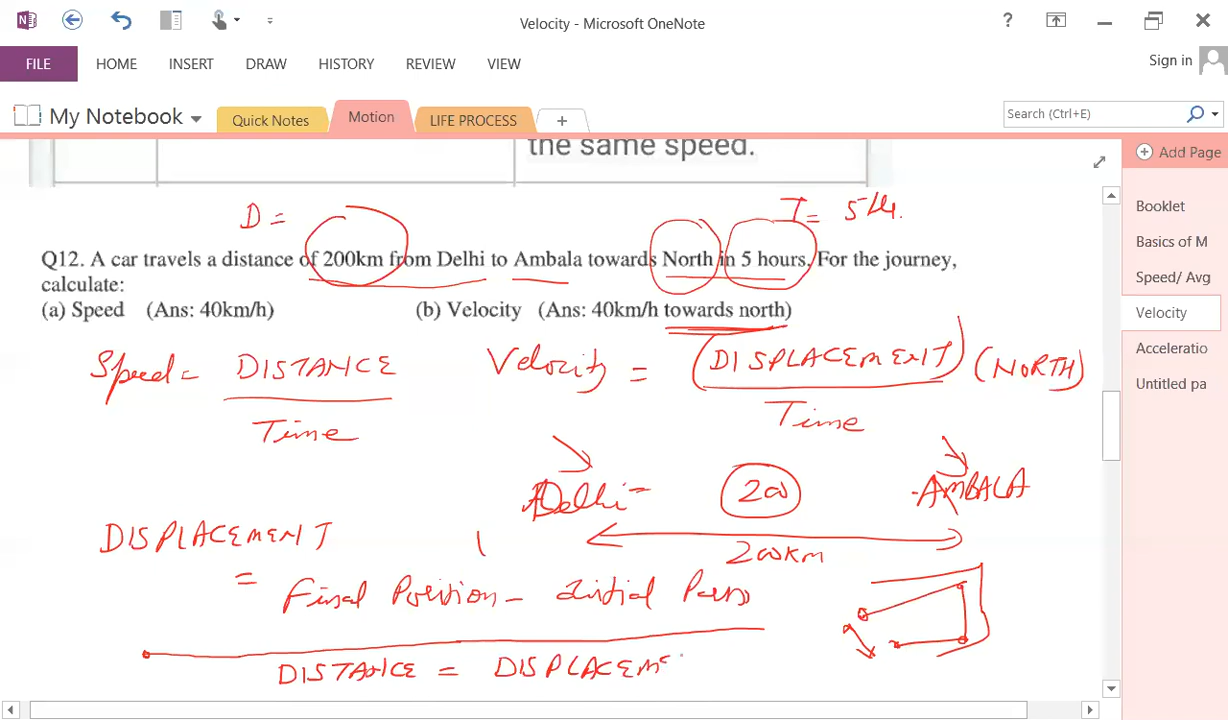 Velocity - Microsoft OneNote
?
FILE HOME INSERT DRAW HISTORY REVIEW VIEW
Sign in
My Notebook Quick Notes Motion LIFE PROCESS +
Search (Ctrl+E)
the same speed.
Add Page
Booklet
Basics of M
Speed/ Avg
Velocity
Acceleratio
Untitled pa
D =
T = 5 Hr.
Q12. A car travels a distance of 200km from Delhi to Ambala towards North in 5 hours. For the journey,
calculate:
(a) Speed (Ans: 40km/h) (b) Velocity (Ans: 40km/h towards north)
Speed = DISTANCE Velocity = (DISPLACEMENT) (NORTH)
Time Time
Delhi 200 AMBALA
200km
DISPLACEMENT
= Final Position - Initial
DISTANCE = DISPLACEME